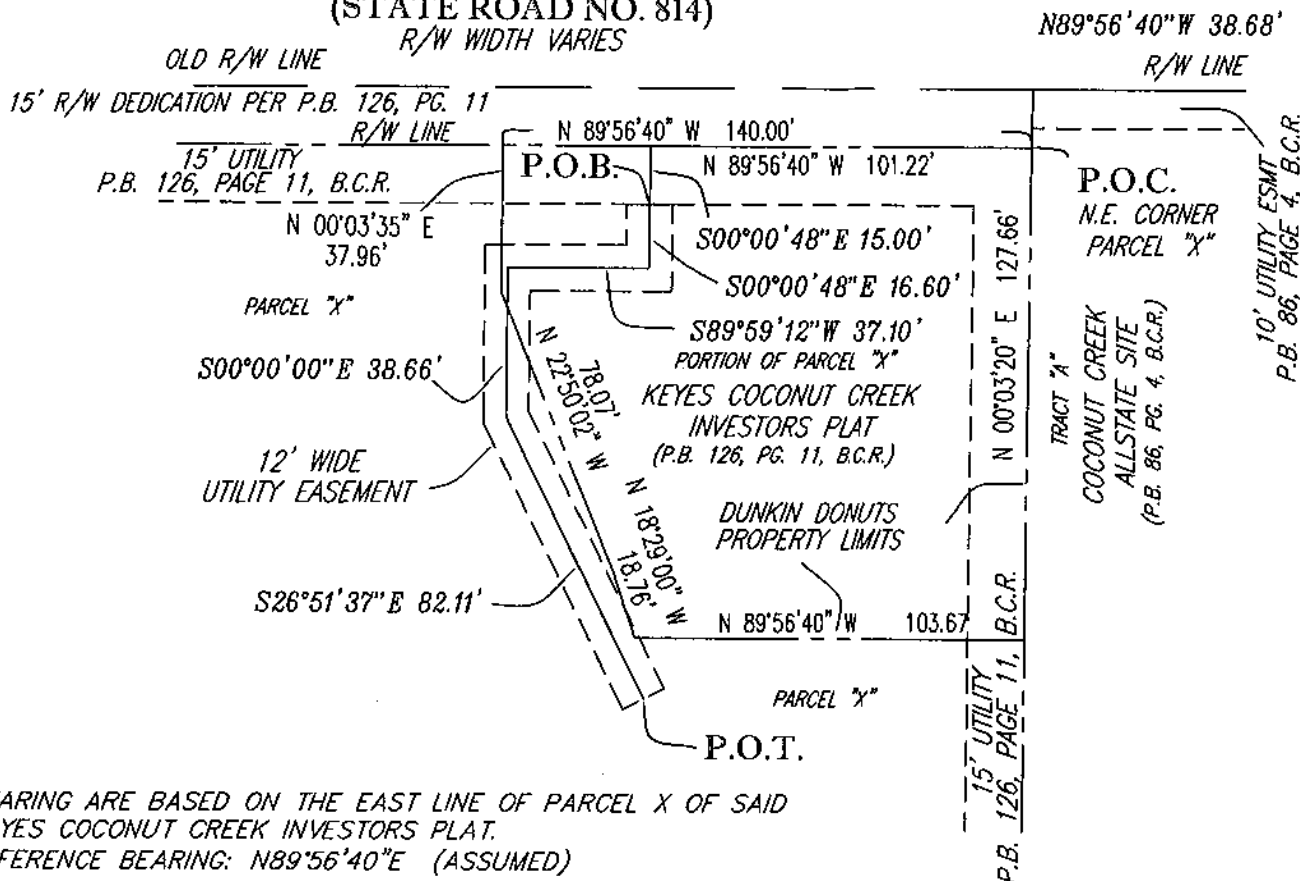 (STATE ROAD NO. 814)
R/W WIDTH VARIES
N89°56'40"W 38.68'
OLD R/W LINE
R/W LINE
15' R/W DEDICATION PER P.B. 126, PG. 11
R/W LINE
N 89°56'40" W 140.00'
15' UTILITY
P.B. 126, PAGE 11, B.C.R.
P.O.B.
N 89°56'40" W 101.22'
P.O.C.
N.E. CORNER
PARCEL "X"
10' UTILITY ESMT
P.B. 86, PAGE 4, B.C.R.
N 00°03'35" E
37.96'
S00°00'48"E 15.00'
S00°00'48"E 16.60'
N 00°03'20" E 127.66'
PARCEL "X"
S89°59'12"W 37.10'
PORTION OF PARCEL "X"
KEYES COCONUT CREEK
INVESTORS PLAT
(P.B. 126, PG. 11, B.C.R.)
TRACT "A"
COCONUT CREEK
ALLSTATE SITE
(P.B. 86, PG. 4, B.C.R.)
S00°00'00"E 38.66'
78.07'
N 22°50'02" W
12' WIDE
UTILITY EASEMENT
N 18°29'00" W
18.76'
DUNKIN DONUTS
PROPERTY LIMITS
S26°51'37"E 82.11'
N 89°56'40" W 103.67
PARCEL "X"
15' UTILITY
P.B. 126, PAGE 11, B.C.R.
P.O.T.
ARING ARE BASED ON THE EAST LINE OF PARCEL X OF SAID
YES COCONUT CREEK INVESTORS PLAT.
FERENCE BEARING: N89°56'40"E (ASSUMED)